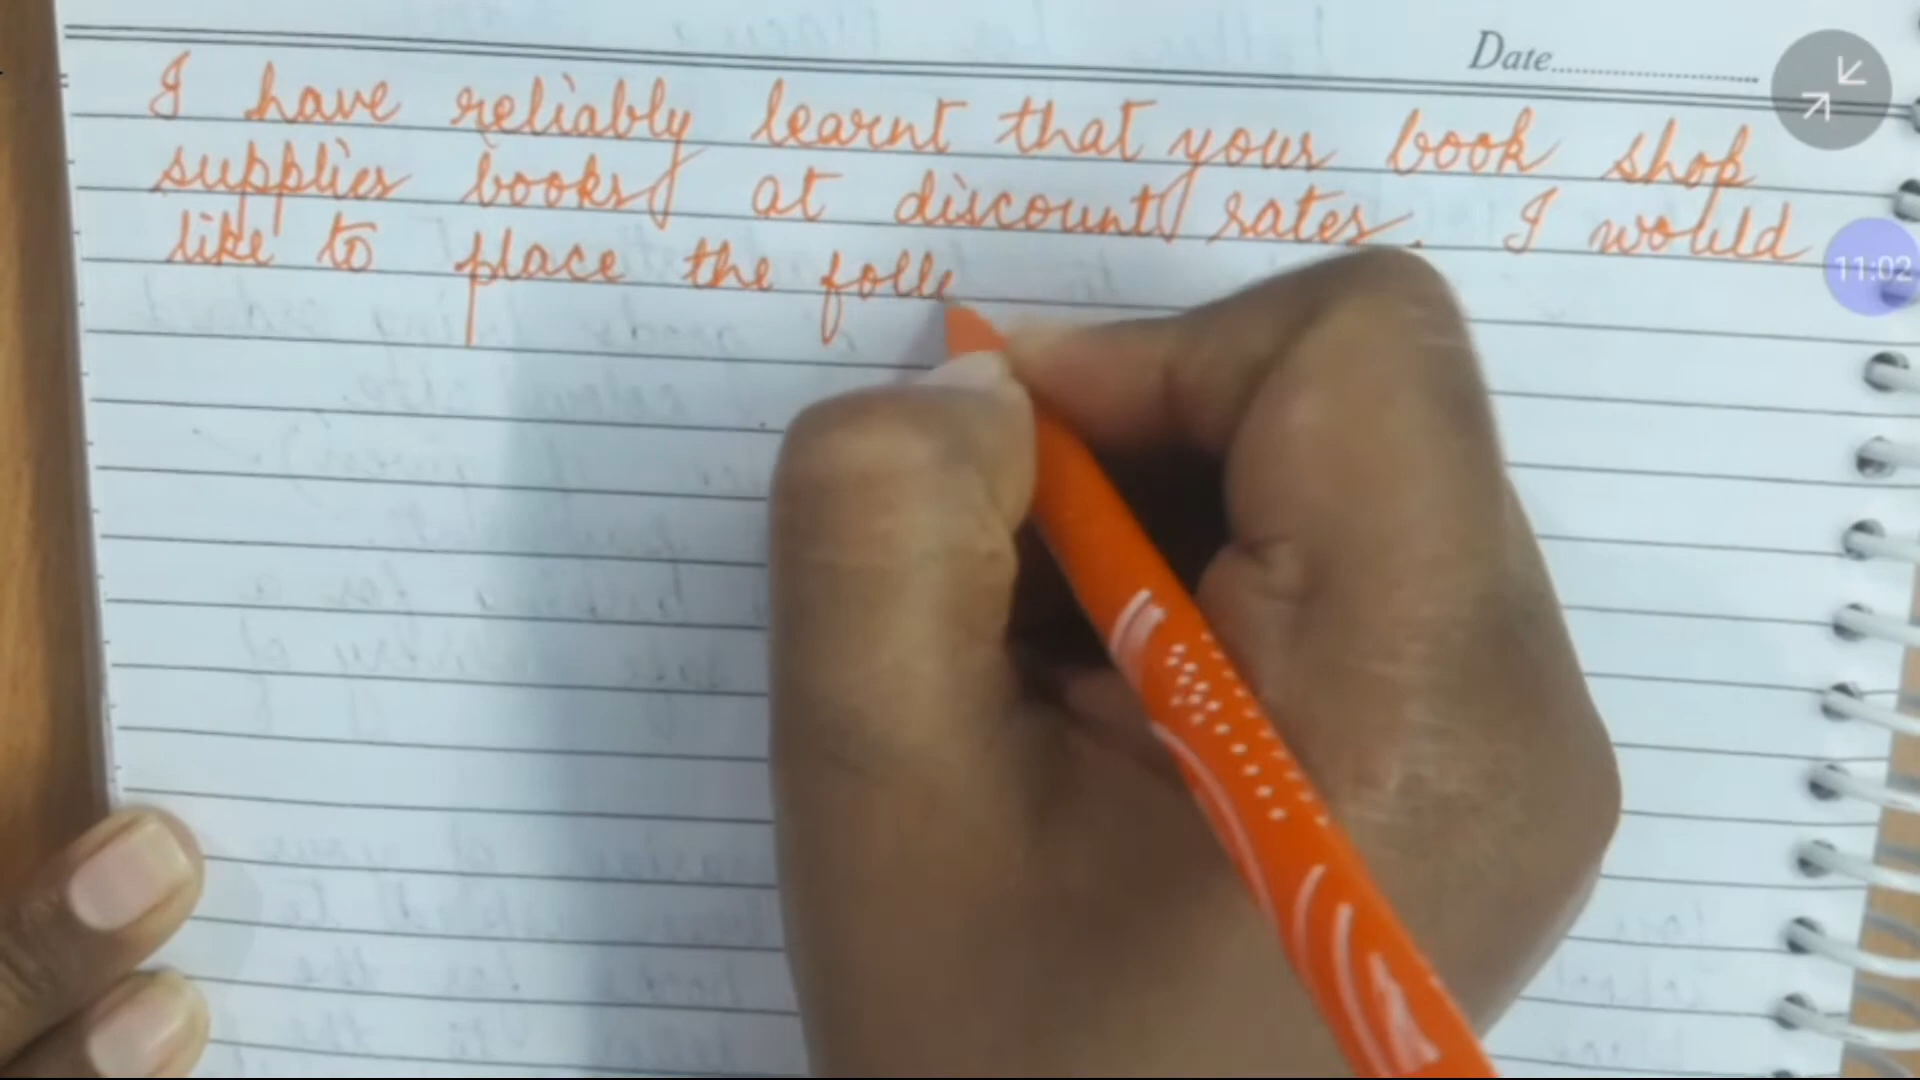 Date
I have reliably learnt that your book shop
supplies books at discount rates. I would
like to place the folle
11:02